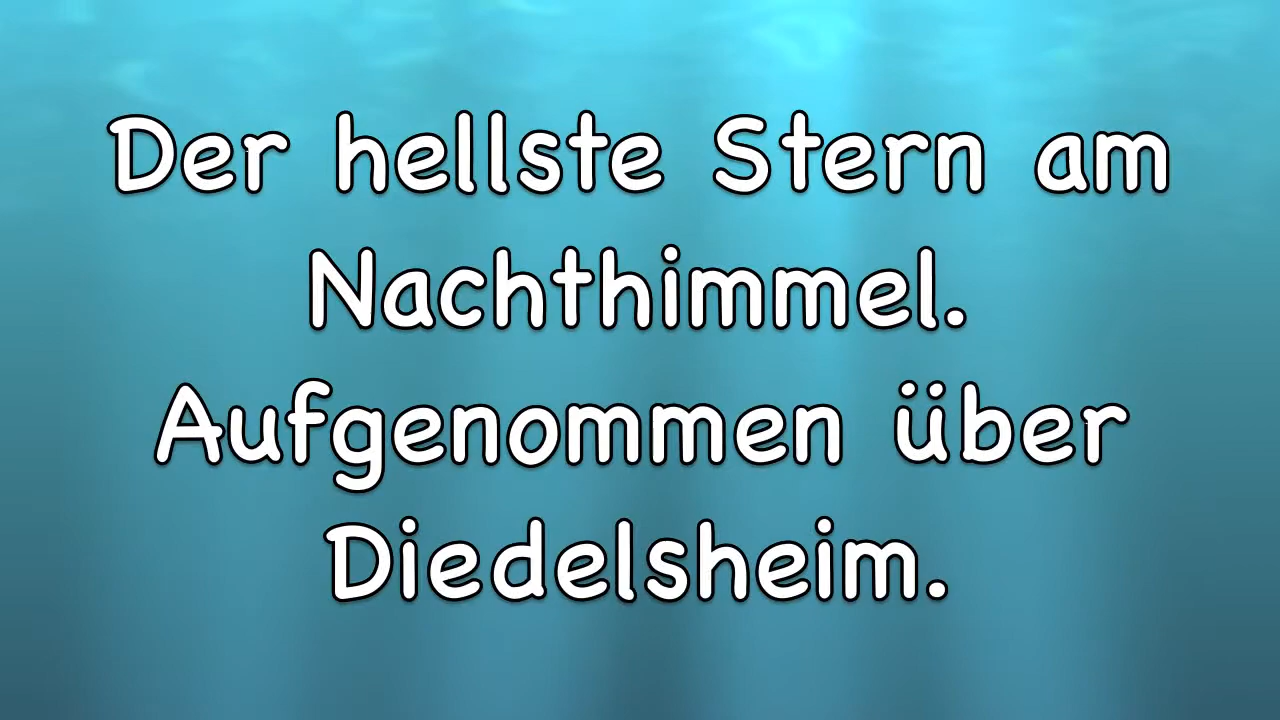 Der hellste Stern am
Nachthimmel.
Aufgenommen über
Diedelsheim.